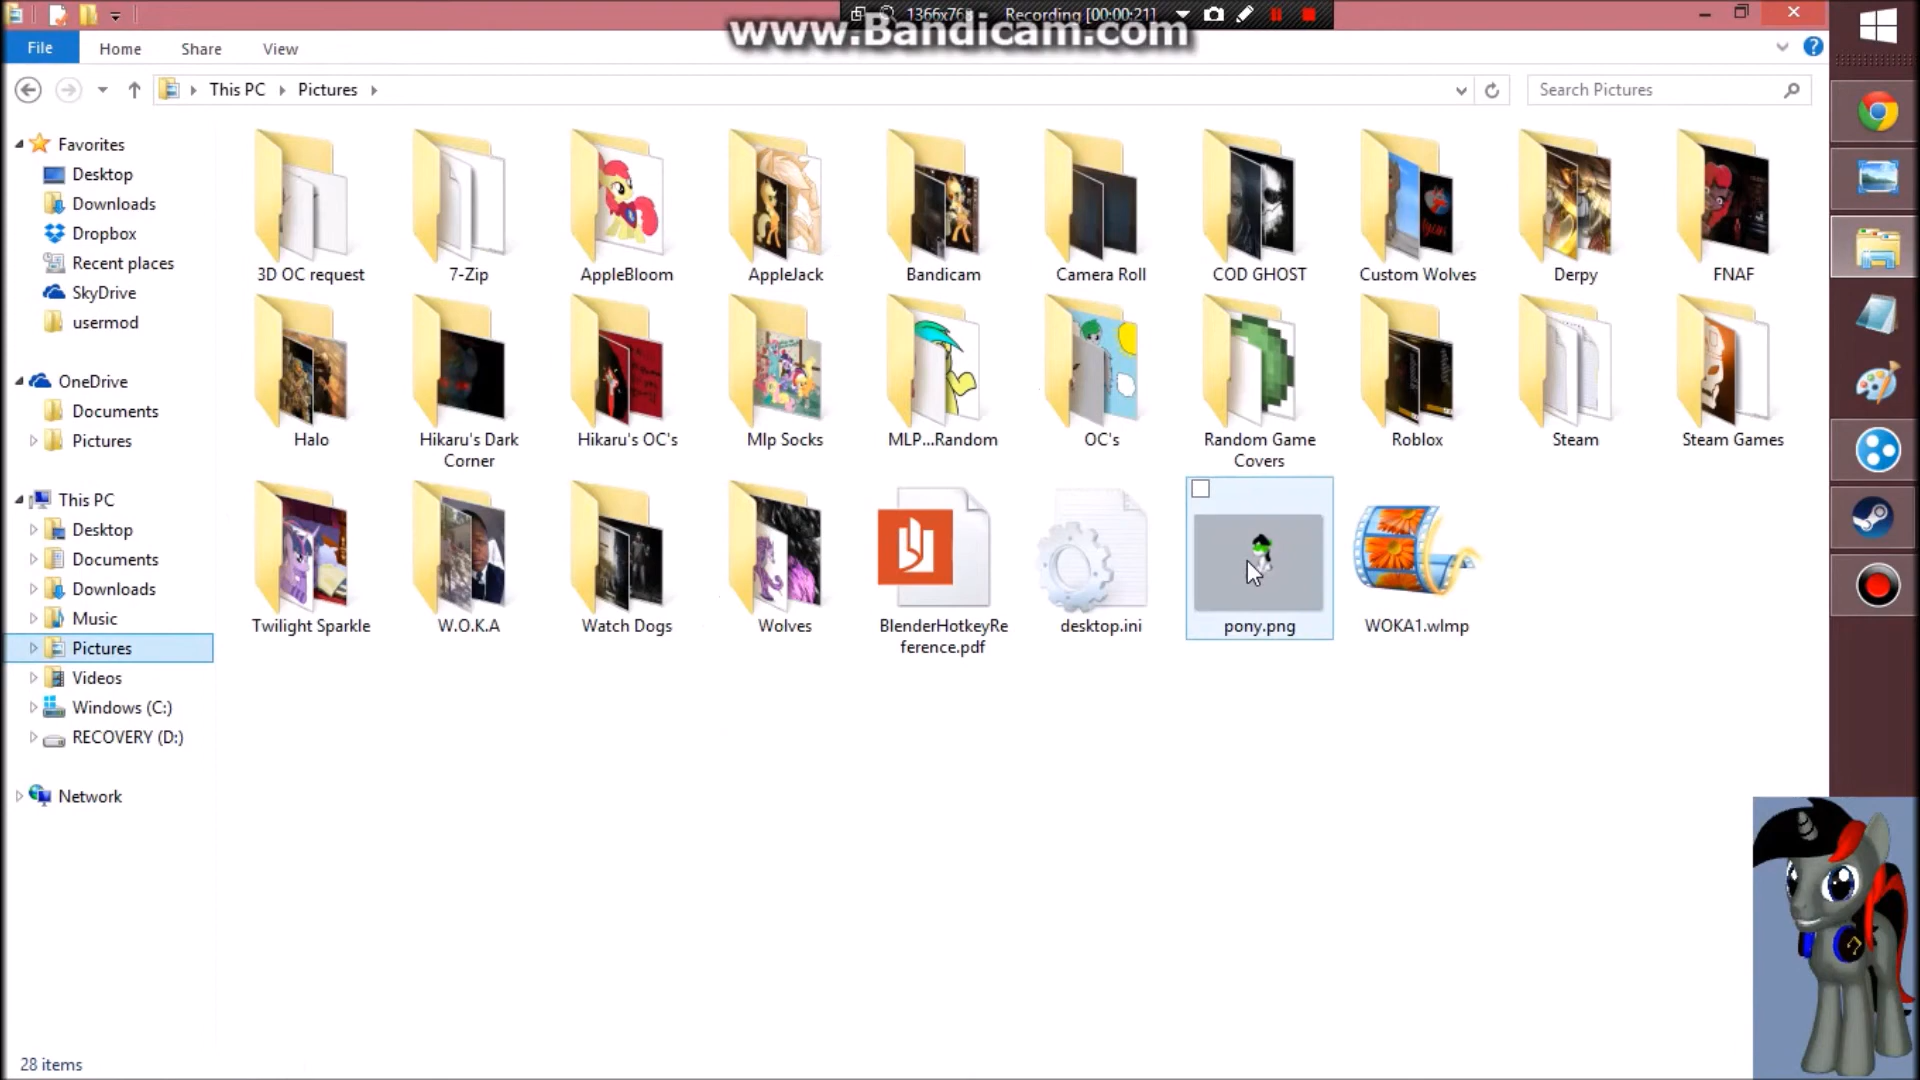 1366x768 Recording [00:00:21]
www.Bandicam.com
File Home Share View
This PC Pictures
Search Pictures
Favorites
Desktop
Downloads
Dropbox
Recent places
SkyDrive
usermod
OneDrive
Documents
Pictures
This PC
Desktop
Documents
Downloads
Music
Pictures
Videos
Windows (C:)
RECOVERY (D:)
Network
3D OC request 7-Zip AppleBloom AppleJack Bandicam Camera Roll COD GHOST Custom Wolves Derpy FNAF
Halo Hikaru's Dark Hikaru's OC's Mlp Socks MLP...Random OC's Random Game Roblox Steam Steam Games
Corner Covers
Twilight Sparkle W.O.K.A Watch Dogs Wolves BlenderHotkeyRe desktop.ini pony.png WOKA1.wlmp
ference.pdf
28 items